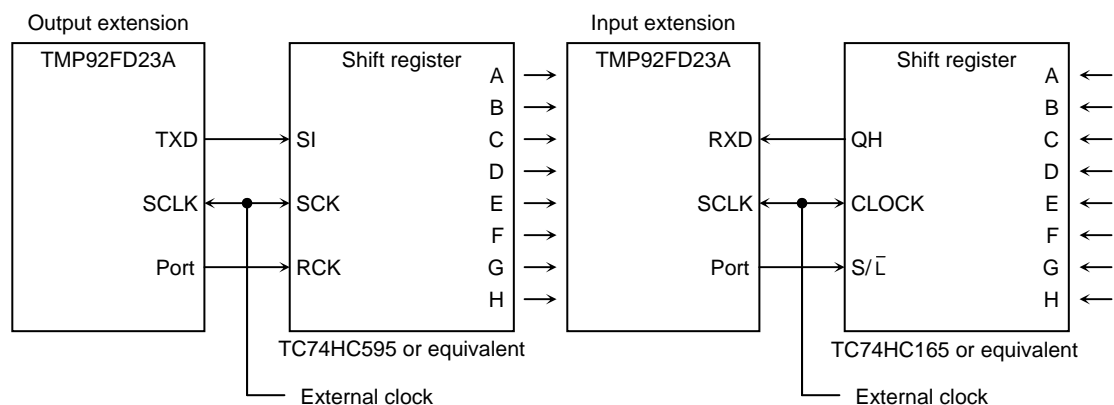 Output extension
TMP92FD23A
TXD
SCLK
Port
Shift register
SI
SCK
RCK
A
B
C
D
E
F
G
H
TC74HC595 or equivalent
External clock
Input extension
TMP92FD23A
RXD
SCLK
Port
Shift register
QH
CLOCK
S/L̅
A
B
C
D
E
F
G
H
TC74HC165 or equivalent
External clock